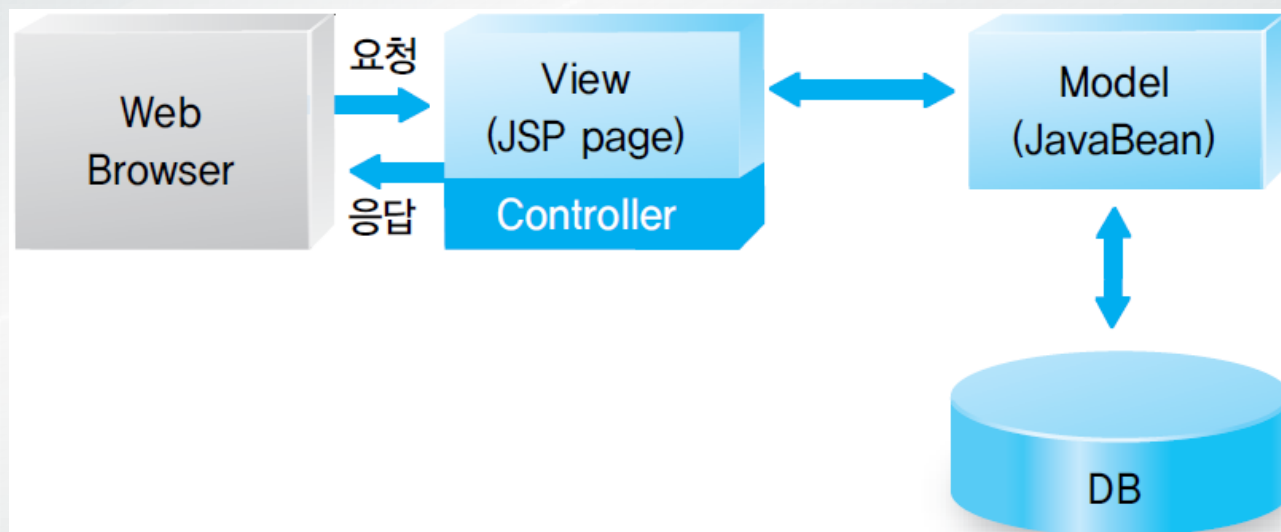 Web
Browser
요청
응답
View
(JSP page)
Controller
Model
(JavaBean)
DB